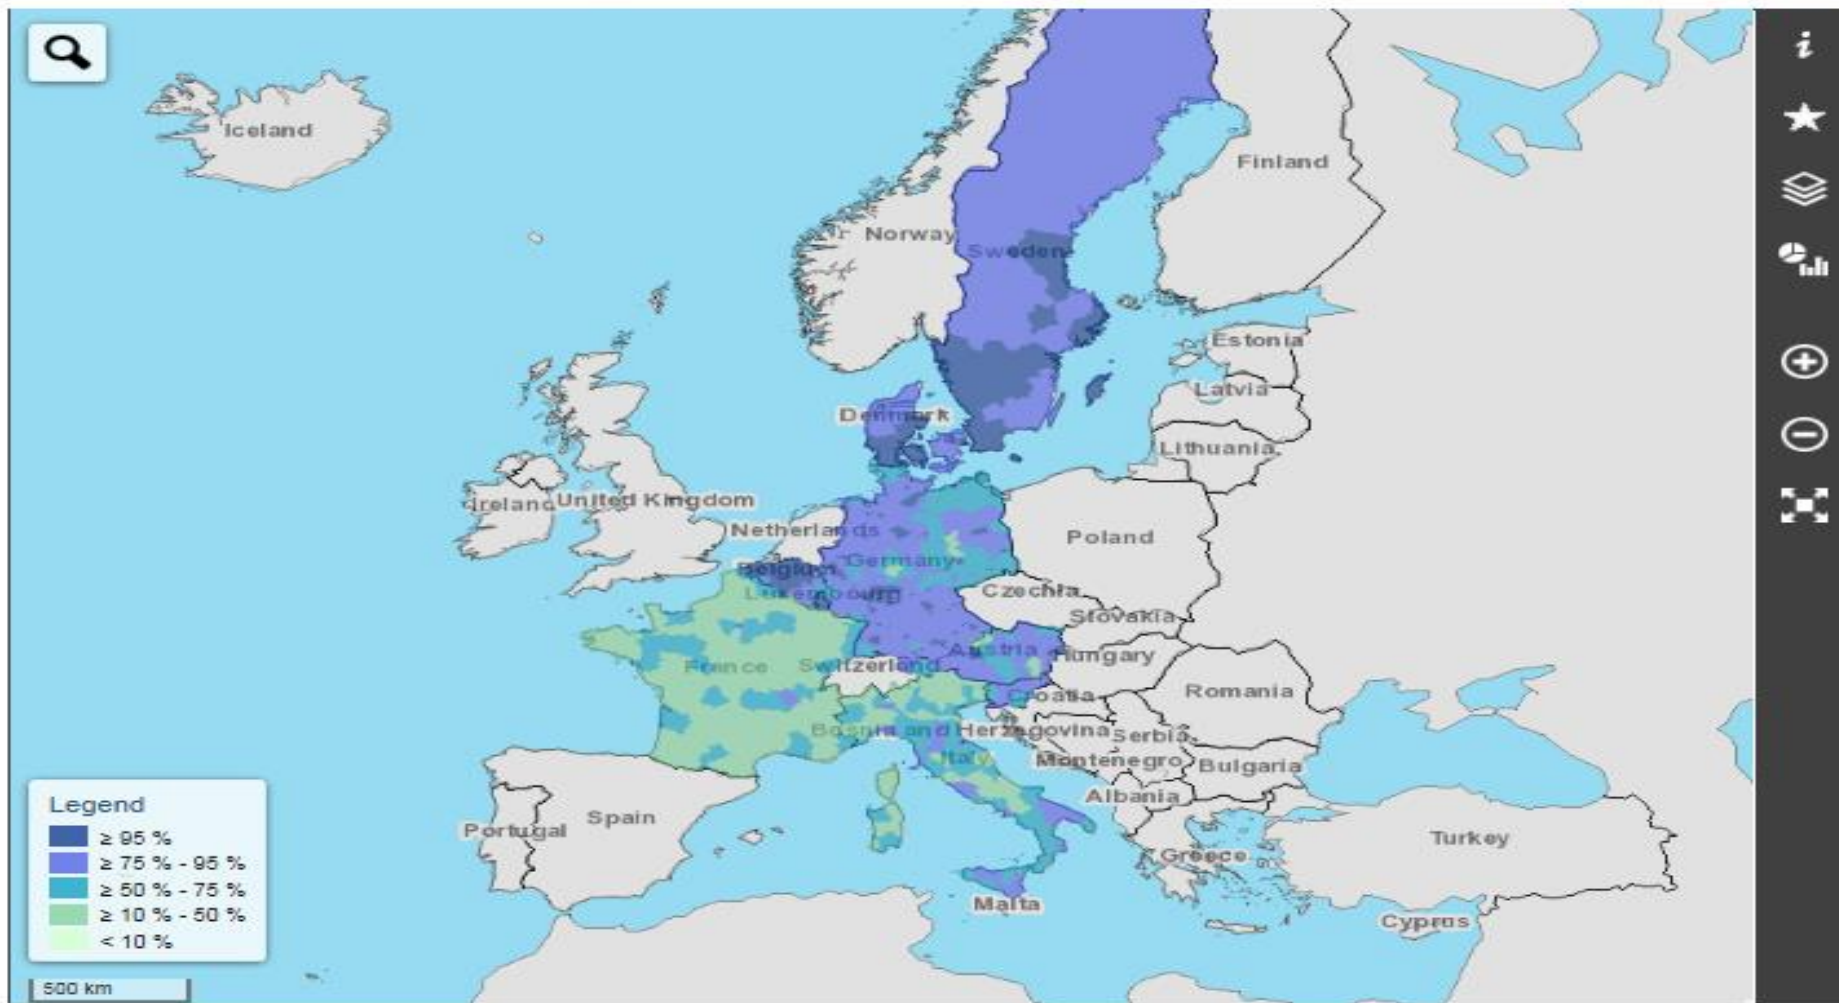 Iceland
Finland
Norway
Sweden
Estonia
Denmark
Latvia
Lithuania
Ireland
United Kingdom
Netherlands
Poland
Germany
Belgium
Czechia
Luxembourg
Slovakia
Austria
Hungary
France
Switzerland
Croatia
Romania
Bosnia and Herzegovina
Serbia
Italy
Montenegro
Bulgaria
Albania
Portugal
Spain
Turkey
Greece
Malta
Cyprus
Legend
≥ 95 %
≥ 75 % - 95 %
≥ 50 % - 75 %
≥ 10 % - 50 %
< 10 %
500 km
i